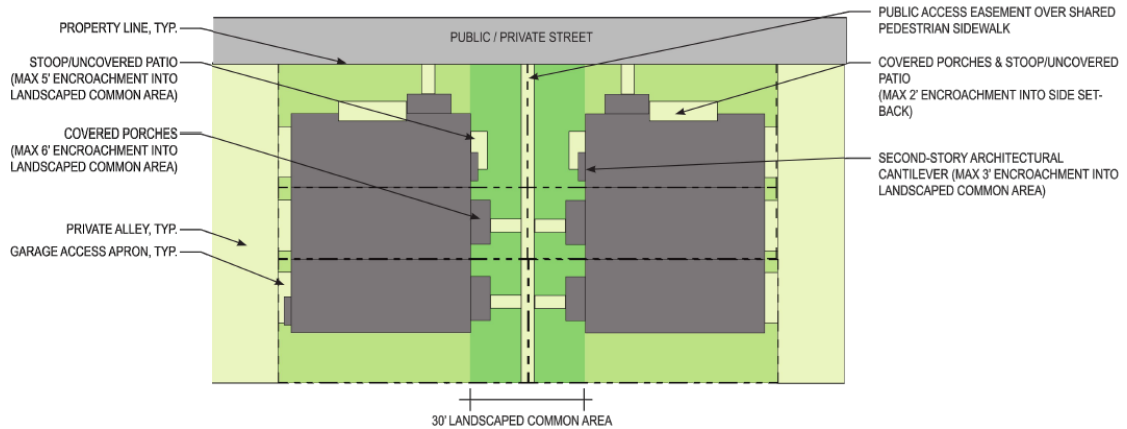 PROPERTY LINE, TYP.
STOOP/UNCOVERED PATIO
(MAX 5' ENCROACHMENT INTO
LANDSCAPED COMMON AREA)
COVERED PORCHES
(MAX 6' ENCROACHMENT INTO
LANDSCAPED COMMON AREA)
PRIVATE ALLEY, TYP.
GARAGE ACCESS APRON, TYP.
PUBLIC / PRIVATE STREET
PUBLIC ACCESS EASEMENT OVER SHARED
PEDESTRIAN SIDEWALK
COVERED PORCHES & STOOP/UNCOVERED
PATIO
(MAX 2' ENCROACHMENT INTO SIDE SET-
BACK)
SECOND-STORY ARCHITECTURAL
CANTILEVER (MAX 3' ENCROACHMENT INTO
LANDSCAPED COMMON AREA)
30' LANDSCAPED COMMON AREA